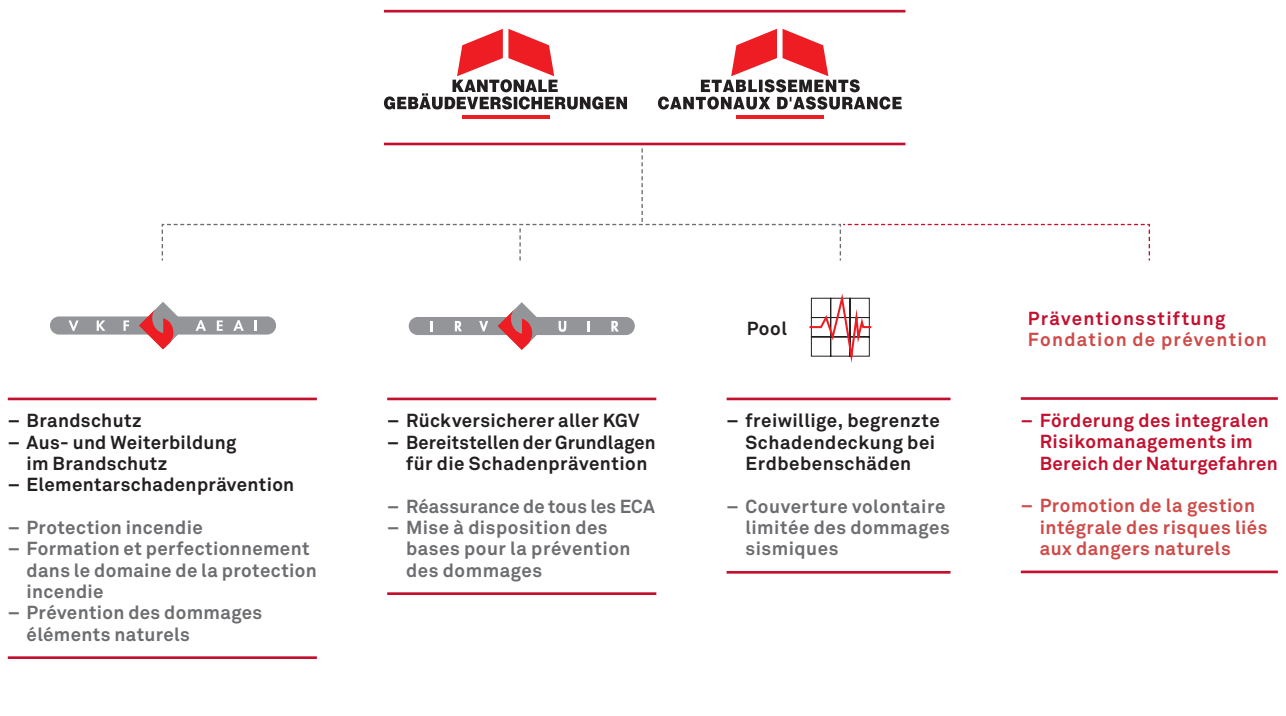 KANTONALE
GEBÄUDEVERSICHERUNGEN
ETABLISSEMENTS
CANTONAUX D'ASSURANCE
VKF AEAI
– Brandschutz
– Aus- und Weiterbildung
im Brandschutz
– Elementarschadenprävention
– Protection incendie
– Formation et perfectionnement
dans le domaine de la protection
incendie
– Prévention des dommages
éléments naturels
IRV UIR
– Rückversicherer aller KGV
– Bereitstellen der Grundlagen
für die Schadenprävention
– Réassurance de tous les ECA
– Mise à disposition des
bases pour la prévention
des dommages
Pool
– freiwillige, begrenzte
Schadendeckung bei
Erdbebenschäden
– Couverture volontaire
limitée des dommages
sismiques
Präventionsstiftung
Fondation de prévention
– Förderung des integralen
Risikomanagements im
Bereich der Naturgefahren
– Promotion de la gestion
intégrale des risques liés
aux dangers naturels